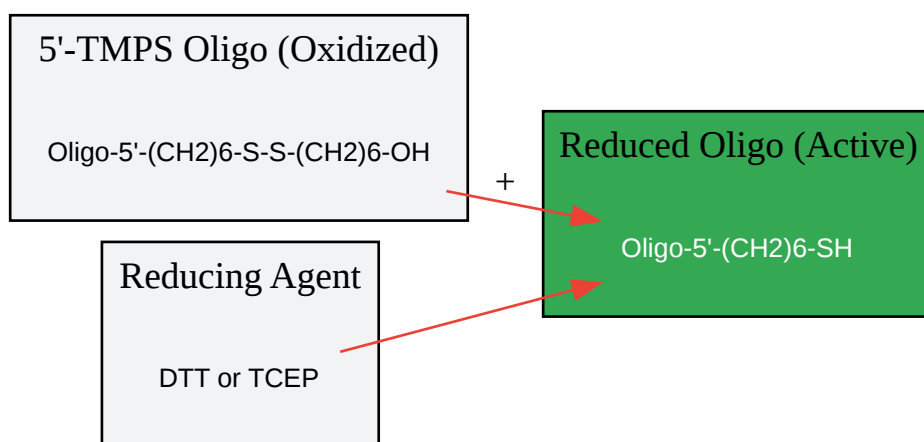 5'-TMPS Oligo (Oxidized)
Oligo-5'-(CH2)6-S-S-(CH2)6-OH
+
Reduced Oligo (Active)
Oligo-5'-(CH2)6-SH
Reducing Agent
DTT or TCEP